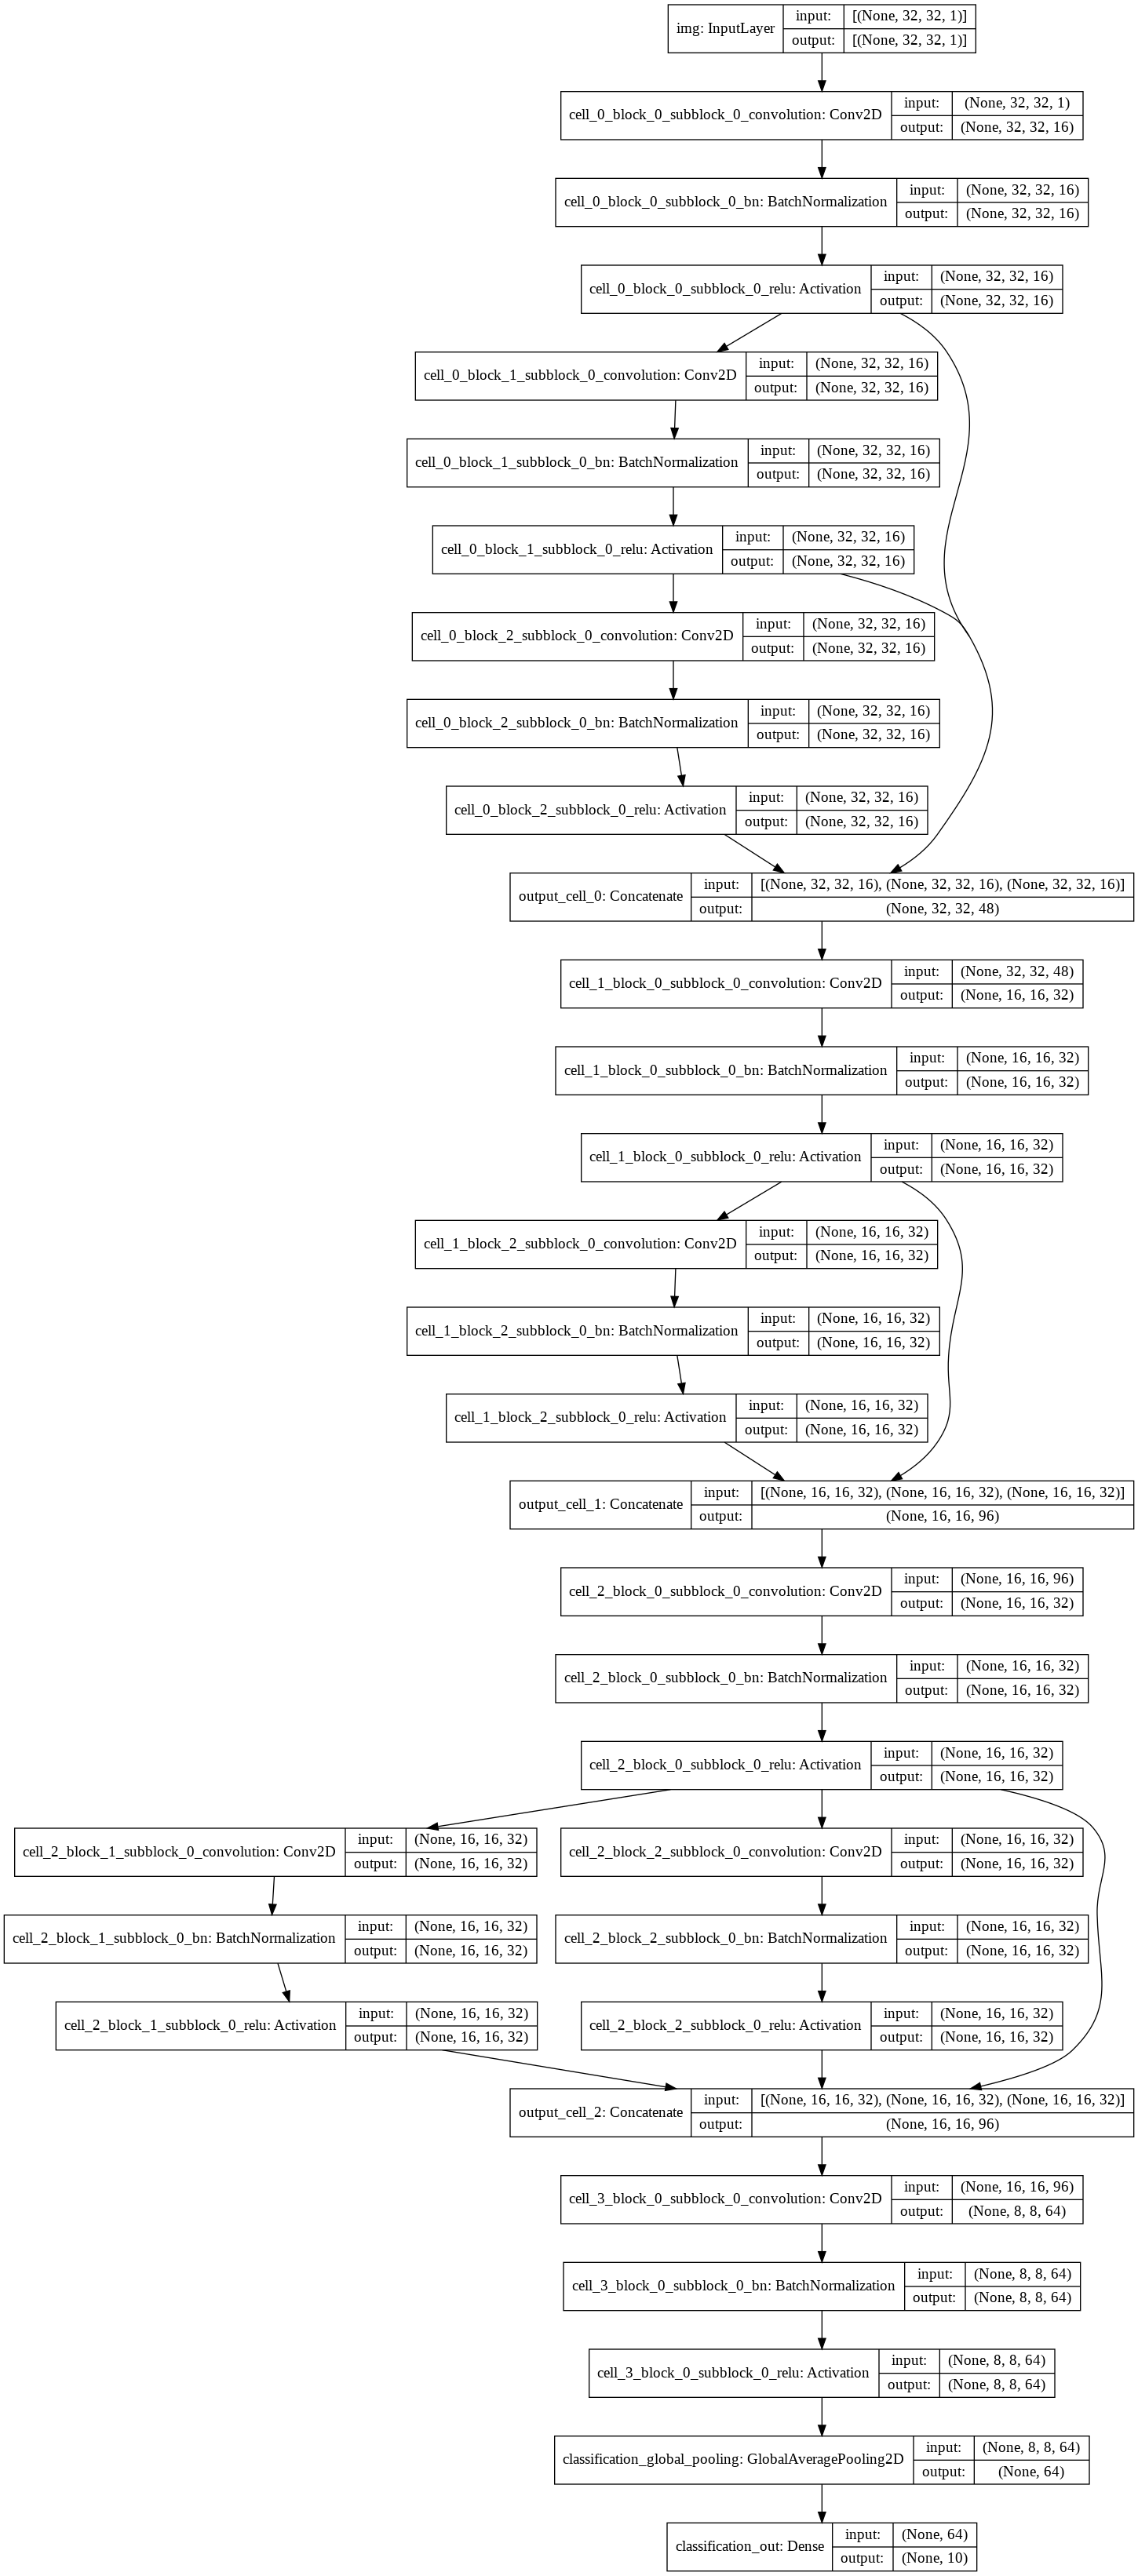 img: InputLayer
input: [(None, 32, 32, 1)]
output: [(None, 32, 32, 1)]
cell_0_block_0_subblock_0_convolution: Conv2D
input: (None, 32, 32, 1)
output: (None, 32, 32, 16)
cell_0_block_0_subblock_0_bn: BatchNormalization
input: (None, 32, 32, 16)
output: (None, 32, 32, 16)
cell_0_block_0_subblock_0_relu: Activation
input: (None, 32, 32, 16)
output: (None, 32, 32, 16)
cell_0_block_1_subblock_0_convolution: Conv2D
input: (None, 32, 32, 16)
output: (None, 32, 32, 16)
cell_0_block_1_subblock_0_bn: BatchNormalization
input: (None, 32, 32, 16)
output: (None, 32, 32, 16)
cell_0_block_1_subblock_0_relu: Activation
input: (None, 32, 32, 16)
output: (None, 32, 32, 16)
cell_0_block_2_subblock_0_convolution: Conv2D
input: (None, 32, 32, 16)
output: (None, 32, 32, 16)
cell_0_block_2_subblock_0_bn: BatchNormalization
input: (None, 32, 32, 16)
output: (None, 32, 32, 16)
cell_0_block_2_subblock_0_relu: Activation
input: (None, 32, 32, 16)
output: (None, 32, 32, 16)
output_cell_0: Concatenate
input: [(None, 32, 32, 16), (None, 32, 32, 16), (None, 32, 32, 16)]
output: (None, 32, 32, 48)
cell_1_block_0_subblock_0_convolution: Conv2D
input: (None, 32, 32, 48)
output: (None, 16, 16, 32)
cell_1_block_0_subblock_0_bn: BatchNormalization
input: (None, 16, 16, 32)
output: (None, 16, 16, 32)
cell_1_block_0_subblock_0_relu: Activation
input: (None, 16, 16, 32)
output: (None, 16, 16, 32)
cell_1_block_2_subblock_0_convolution: Conv2D
input: (None, 16, 16, 32)
output: (None, 16, 16, 32)
cell_1_block_2_subblock_0_bn: BatchNormalization
input: (None, 16, 16, 32)
output: (None, 16, 16, 32)
cell_1_block_2_subblock_0_relu: Activation
input: (None, 16, 16, 32)
output: (None, 16, 16, 32)
output_cell_1: Concatenate
input: [(None, 16, 16, 32), (None, 16, 16, 32), (None, 16, 16, 32)]
output: (None, 16, 16, 96)
cell_2_block_0_subblock_0_convolution: Conv2D
input: (None, 16, 16, 96)
output: (None, 16, 16, 32)
cell_2_block_0_subblock_0_bn: BatchNormalization
input: (None, 16, 16, 32)
output: (None, 16, 16, 32)
cell_2_block_0_subblock_0_relu: Activation
input: (None, 16, 16, 32)
output: (None, 16, 16, 32)
cell_2_block_1_subblock_0_convolution: Conv2D
input: (None, 16, 16, 32)
output: (None, 16, 16, 32)
cell_2_block_2_subblock_0_convolution: Conv2D
input: (None, 16, 16, 32)
output: (None, 16, 16, 32)
cell_2_block_1_subblock_0_bn: BatchNormalization
input: (None, 16, 16, 32)
output: (None, 16, 16, 32)
cell_2_block_2_subblock_0_bn: BatchNormalization
input: (None, 16, 16, 32)
output: (None, 16, 16, 32)
cell_2_block_1_subblock_0_relu: Activation
input: (None, 16, 16, 32)
output: (None, 16, 16, 32)
cell_2_block_2_subblock_0_relu: Activation
input: (None, 16, 16, 32)
output: (None, 16, 16, 32)
output_cell_2: Concatenate
input: [(None, 16, 16, 32), (None, 16, 16, 32), (None, 16, 16, 32)]
output: (None, 16, 16, 96)
cell_3_block_0_subblock_0_convolution: Conv2D
input: (None, 16, 16, 96)
output: (None, 8, 8, 64)
cell_3_block_0_subblock_0_bn: BatchNormalization
input: (None, 8, 8, 64)
output: (None, 8, 8, 64)
cell_3_block_0_subblock_0_relu: Activation
input: (None, 8, 8, 64)
output: (None, 8, 8, 64)
classification_global_pooling: GlobalAveragePooling2D
input: (None, 8, 8, 64)
output: (None, 64)
classification_out: Dense
input: (None, 64)
output: (None, 10)